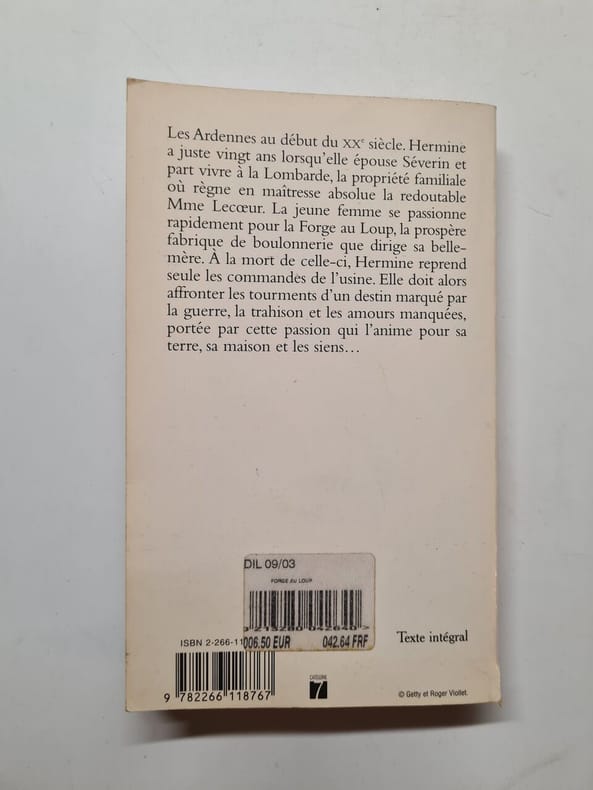 Les Ardennes au début du XXe siècle. Hermine
a juste vingt ans lorsqu'elle épouse Séverin et
part vivre à la Lombarde, la propriété familiale
où règne en maîtresse absolue la redoutable
Mme Lecœur. La jeune femme se passionne
rapidement pour la Forge au Loup, la prospère
fabrique de boulonnerie que dirige sa belle-
mère. À la mort de celle-ci, Hermine reprend
seule les commandes de l'usine. Elle doit alors
affronter les tourments d'un destin marqué par
la guerre, la trahison et les amours manquées,
portée par cette passion qui l'anime pour sa
terre, sa maison et les siens…
DIL 09/03
FORGE AU LOUP
006.50 EUR 042.64 FRF
ISBN 2-266-11
Texte intégral
9 782266 118767
CATÉGORIE
7
© Getty et Roger Viollet.